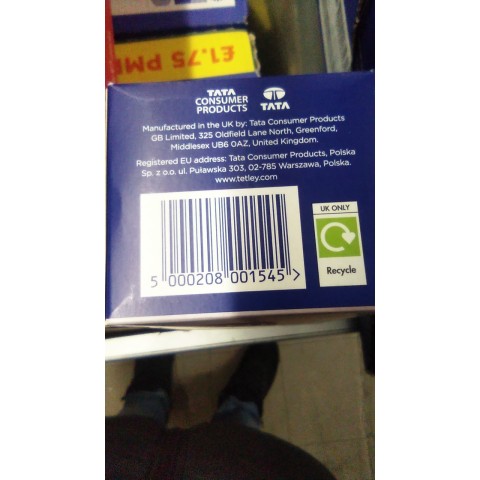 £1.75 PM
TATA
CONSUMER
PRODUCTS
TATA
Manufactured in the UK by: Tata Consumer Products
GB Limited, 325 Oldfield Lane North, Greenford,
Middlesex UB6 0AZ, United Kingdom.
Registered EU address: Tata Consumer Products, Polska
Sp. z o.o. ul. Puławska 303, 02-785 Warszawa, Polska.
www.tetley.com
UK ONLY
Recycle
5 000208 001545 >